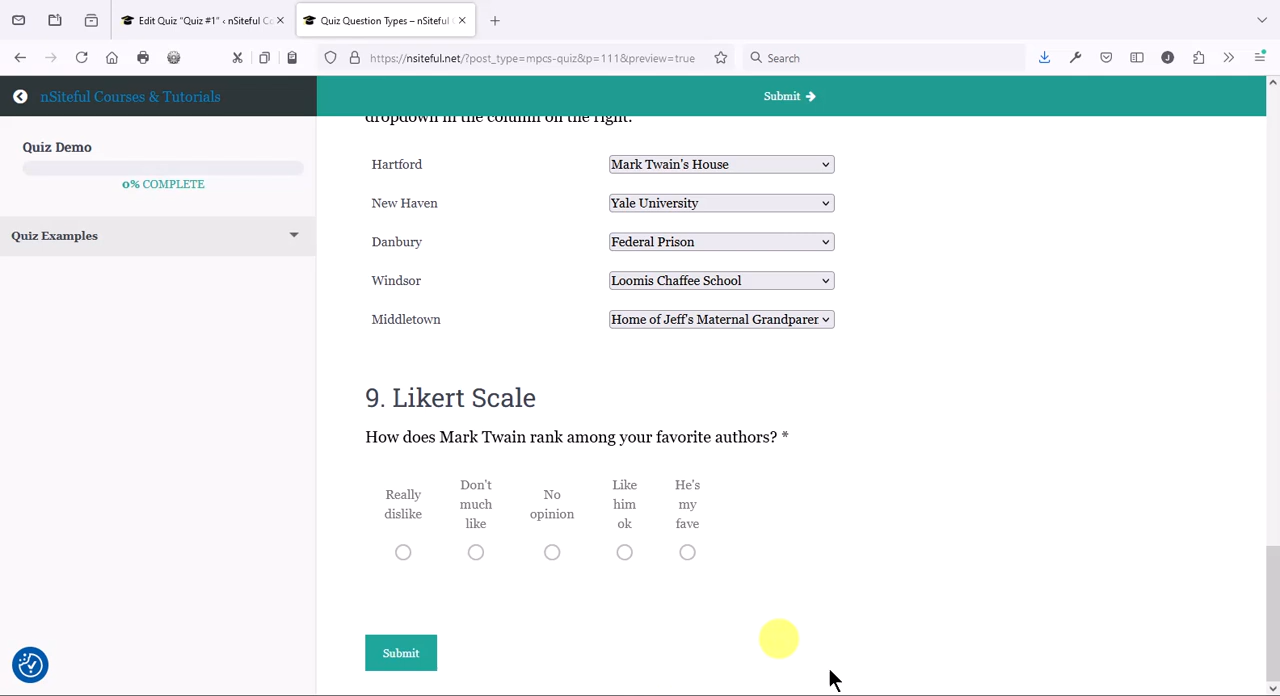 Edit Quiz "Quiz #1" ‹ nSiteful Co
Quiz Question Types – nSiteful
https://nsiteful.net/?post_type=mpcs-quiz&p=111&preview=true
Search
J
nSiteful Courses & Tutorials
Submit
Quiz Demo
0% COMPLETE
Quiz Examples
dropdown in the column on the right.
Hartford Mark Twain's House
New Haven Yale University
Danbury Federal Prison
Windsor Loomis Chaffee School
Middletown Home of Jeff's Maternal Grandparer
9. Likert Scale
How does Mark Twain rank among your favorite authors? *
Really dislike
Don't much like
No opinion
Like him ok
He's my fave
Submit